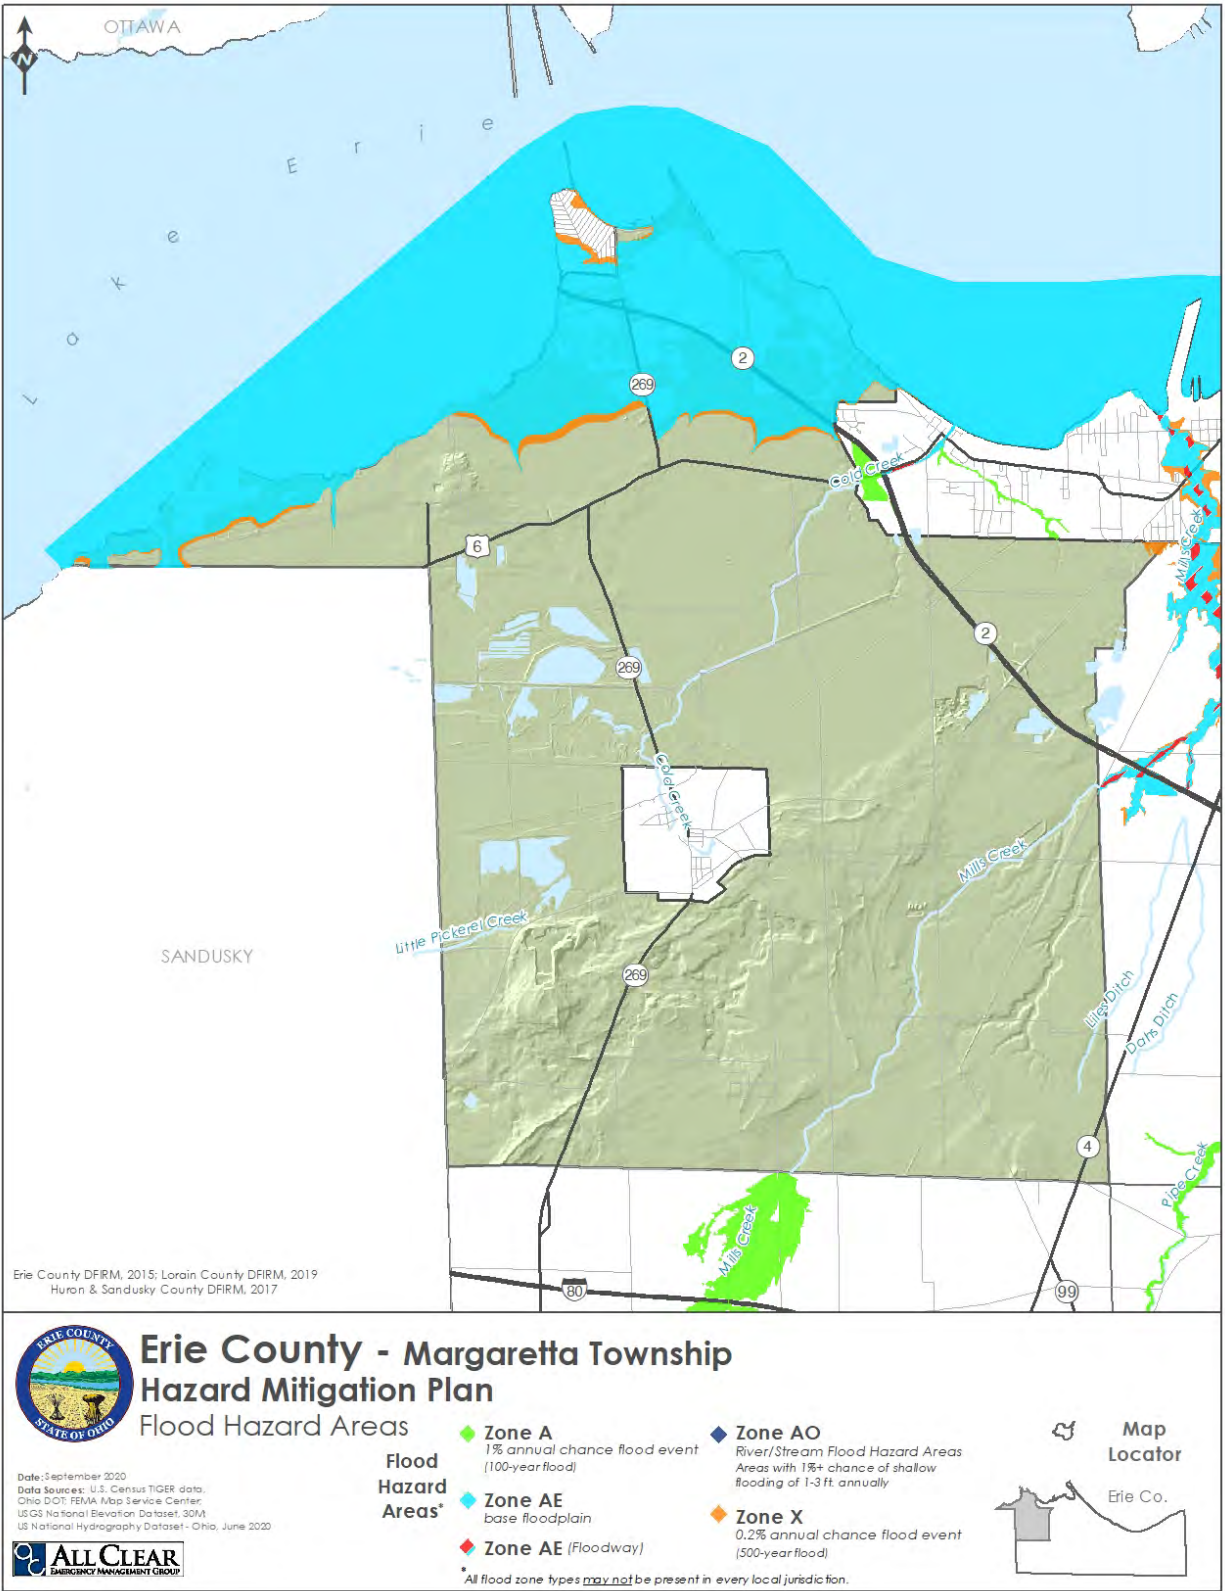 OTTAWA
N
L a k e E r i e
2
269
Cold Creek
6
Mills Creek
2
269
Cold Creek
Mills Creek
Little Pickerel Creek
SANDUSKY
269
Liles Ditch
Dahs Ditch
4
Pipe Creek
Mills Creek
80
99
Erie County DFIRM, 2015; Lorain County DFIRM, 2019
Huron & Sandusky County DFIRM, 2017
ERIE COUNTY
STATE OF OHIO
Erie County - Margaretta Township
Hazard Mitigation Plan
Flood Hazard Areas
Date: September 2020
Data Sources: U.S. Census TIGER data,
Ohio DOT; FEMA Map Service Center;
USGS National Elevation Dataset, 30M;
US National Hydrography Dataset - Ohio, June 2020
ALL CLEAR
EMERGENCY MANAGEMENT GROUP
Flood
Hazard
Areas*
Zone A
1% annual chance flood event
(100-year flood)
Zone AE
base floodplain
Zone AE (Floodway)
Zone AO
River/Stream Flood Hazard Areas
Areas with 1%+ chance of shallow
flooding of 1-3 ft. annually
Zone X
0.2% annual chance flood event
(500-year flood)
*All flood zone types may not be present in every local jurisdiction.
Map
Locator
Erie Co.